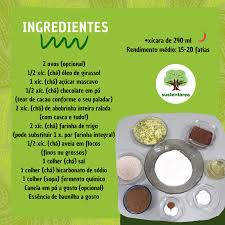 INGREDIENTES
•xícara de 240 ml
Rendimento médio: 15-20 fatias
2 ovos (opcional)
1/2 xíc. (chá) óleo de girassol
1 xíc. (chá) açúcar mascavo
1/2 xíc. (chá) chocolate em pó
(teor de cacao conforme o seu paladar)
2 xíc. (chá) de abobrinha inteira ralada
(com casca e tudo!)
2 xíc. (chá) farinha de trigo
(pode substituir 1 x. por farinha integral)
1/2 xíc. (chá) aveia em flocos
(finos ou grossos)
1 colher (chá) sal
1 colher (chá) bicarbonato de sódio
1 colher (sopa) fermento químico
Canela em pó a gosto (opcional)
Essência de baunilha a gosto
sustentarea